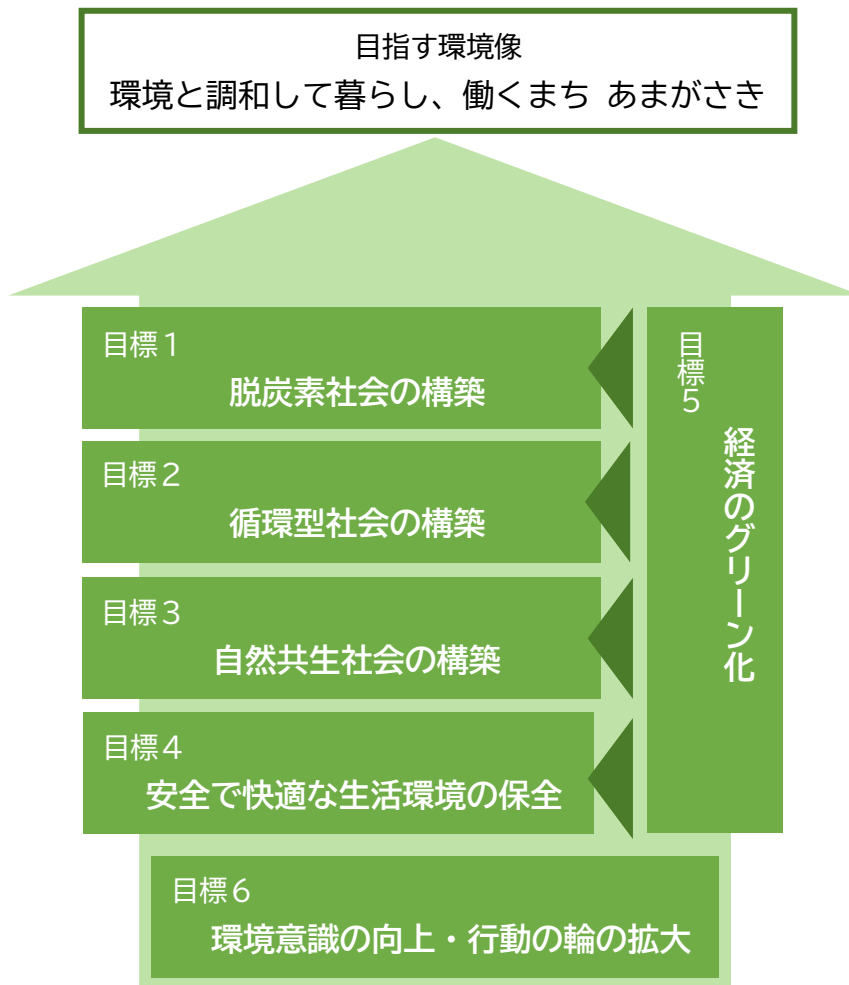 目指す環境像
環境と調和して暮らし、働くまち あまがさき
目標１
脱炭素社会の構築
目標２
循環型社会の構築
目標３
自然共生社会の構築
目標４
安全で快適な生活環境の保全
目標５
経済のグリーン化
目標６
環境意識の向上・行動の輪の拡大